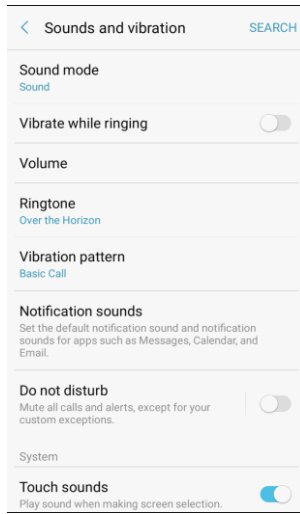 Sounds and vibration SEARCH
Sound mode
Sound
Vibrate while ringing
Volume
Ringtone
Over the Horizon
Vibration pattern
Basic Call
Notification sounds
Set the default notification sound and notification
sounds for apps such as Messages, Calendar, and
Email.
Do not disturb
Mute all calls and alerts, except for your
custom exceptions.
System
Touch sounds
Play sound when making screen selection.